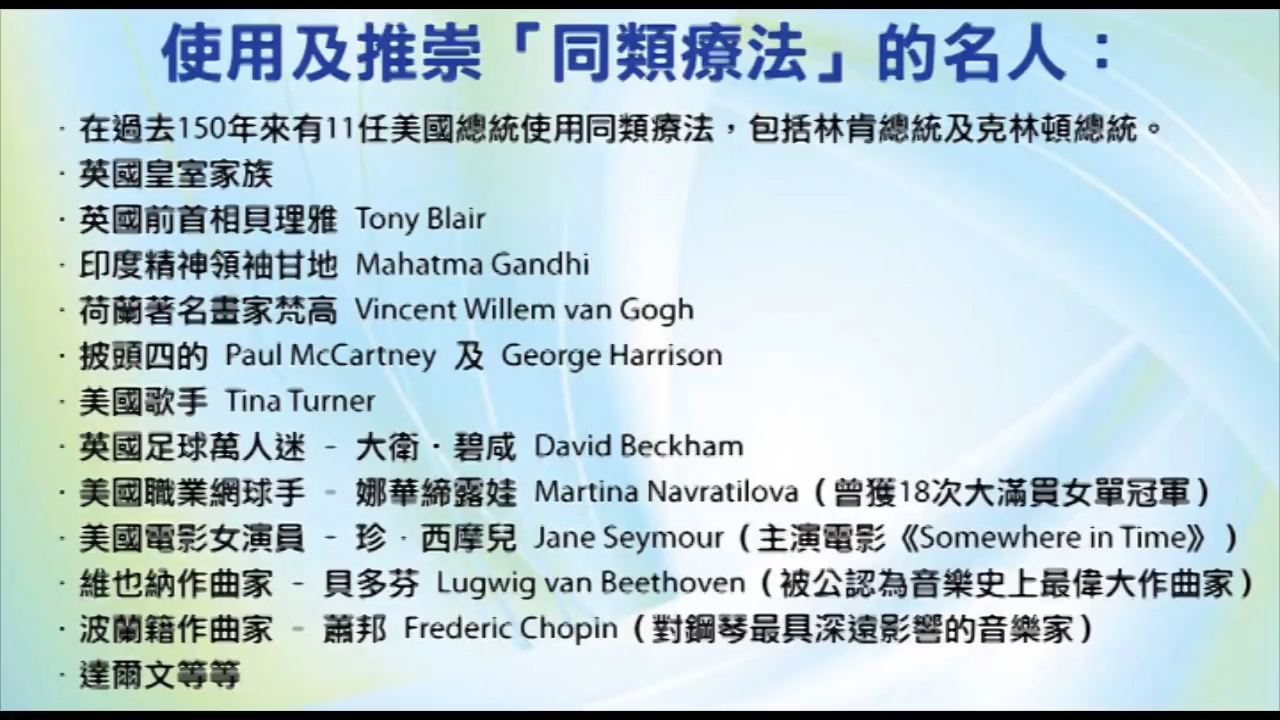 使用及推崇「同類療法」的名人：
· 在過去150年來有11任美國總統使用同類療法，包括林肯總統及克林頓總統。
· 英國皇室家族
· 英國前首相貝理雅 Tony Blair
· 印度精神領袖甘地 Mahatma Gandhi
· 荷蘭著名畫家梵高 Vincent Willem van Gogh
· 披頭四的 Paul McCartney 及 George Harrison
· 美國歌手 Tina Turner
· 英國足球萬人迷 - 大衛·碧咸 David Beckham
· 美國職業網球手 - 娜華締露娃 Martina Navratilova（曾獲18次大滿買女單冠軍）
· 美國電影女演員 - 珍·西摩兒 Jane Seymour（主演電影《Somewhere in Time》）
· 維也納作曲家 - 貝多芬 Lugwig van Beethoven（被公認為音樂史上最偉大作曲家）
· 波蘭籍作曲家 - 蕭邦 Frederic Chopin（對鋼琴最具深遠影響的音樂家）
· 達爾文等等